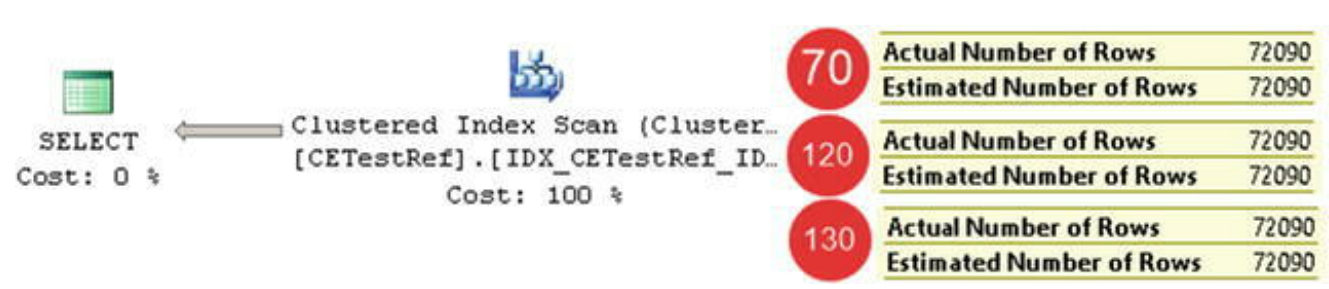 SELECT
Cost: 0 %
Clustered Index Scan (Cluster…
[CETestRef].[IDX_CETestRef_ID…
Cost: 100 %
70
Actual Number of Rows 72090
Estimated Number of Rows 72090
120
Actual Number of Rows 72090
Estimated Number of Rows 72090
130
Actual Number of Rows 72090
Estimated Number of Rows 72090